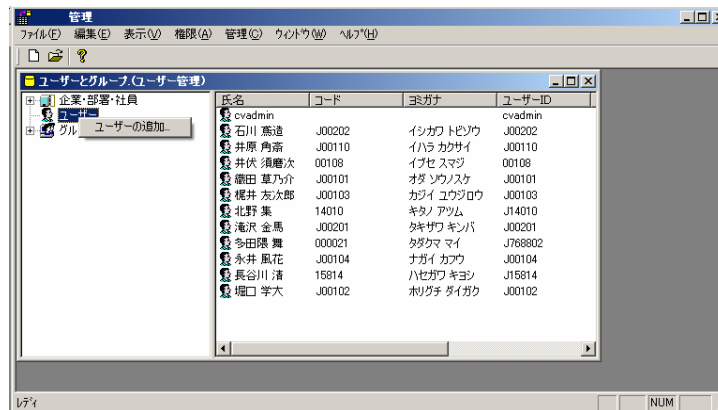 管理
ファイル(F) 編集(E) 表示(V) 権限(A) 管理(C) ウィンドウ(W) ヘルプ(H)
ユーザーとグループ.(ユーザー管理)
企業・部署・社員
ユーザー
グル
ユーザーの追加...
氏名 コード ヨミガナ ユーザーID
cvadmin cvadmin
石川 蔦造 J00202 イシカワ トビゾウ J00202
井原 角斎 J00110 イハラ カクサイ J00110
井伏 須磨次 00108 イブセ スマジ 00108
織田 草乃介 J00101 オダ ソウノスケ J00101
梶井 友次郎 J00103 カジイ ユウジロウ J00103
北野 集 14010 キタノ アツム J14010
滝沢 金馬 J00201 タキザワ キンバ J00201
多田隈 舞 000021 タダクマ マイ J768802
永井 風花 J00104 ナガイ カフウ J00104
長谷川 清 15814 ハセガワ キヨシ J15814
堀口 学大 J00102 ホリグチ ダイガク J00102
レディ NUM